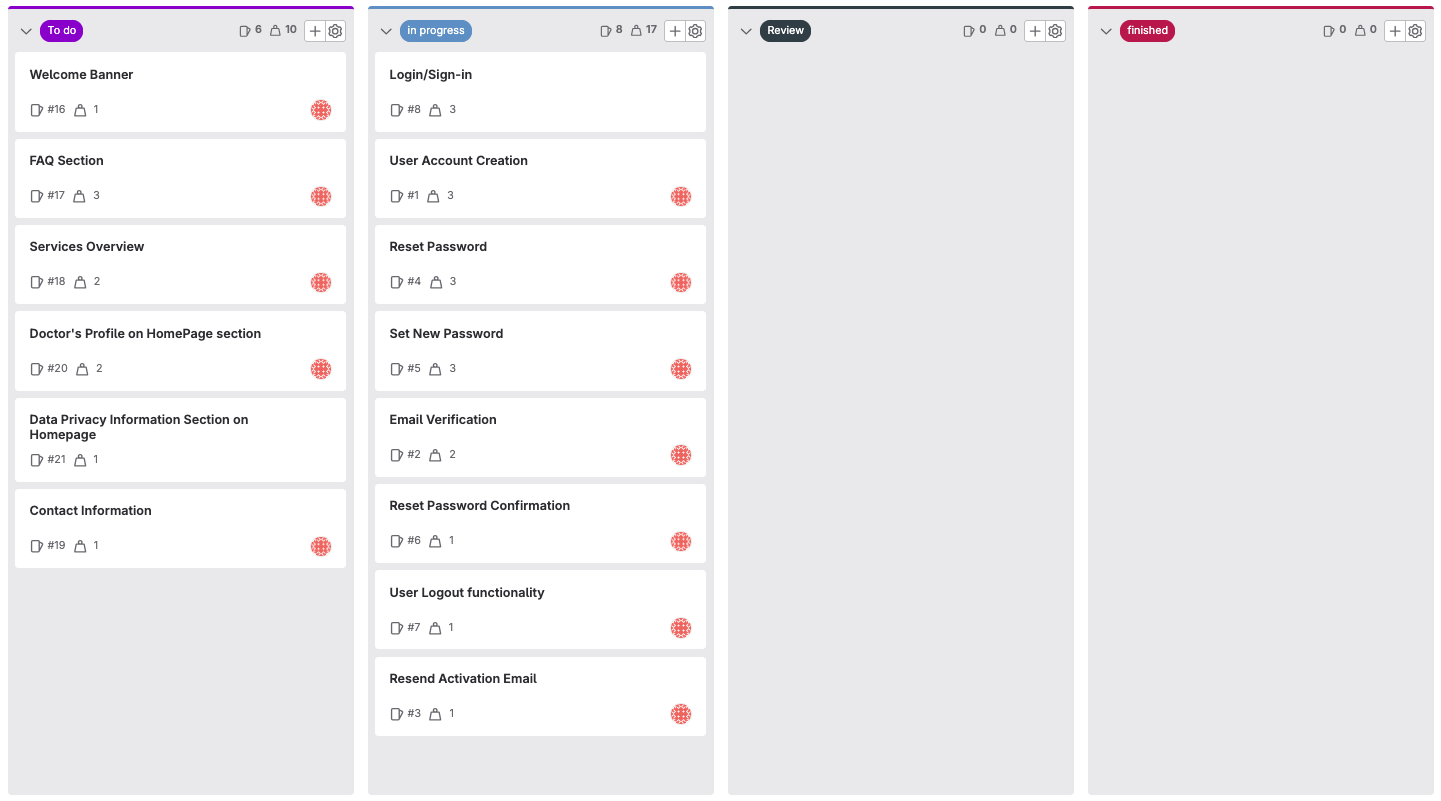 To do 6 10
Welcome Banner
#16 1
FAQ Section
#17 3
Services Overview
#18 2
Doctor's Profile on HomePage section
#20 2
Data Privacy Information Section on
Homepage
#21 1
Contact Information
#19 1
in progress 8 17
Login/Sign-in
#8 3
User Account Creation
#1 3
Reset Password
#4 3
Set New Password
#5 3
Email Verification
#2 2
Reset Password Confirmation
#6 1
User Logout functionality
#7 1
Resend Activation Email
#3 1
Review 0 0
finished 0 0